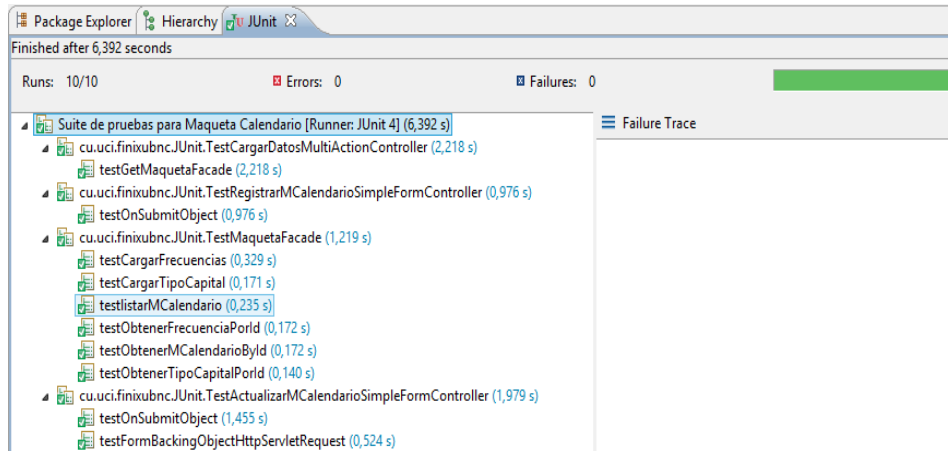 Package Explorer Hierarchy JUnit
Finished after 6,392 seconds
Runs: 10/10 Errors: 0 Failures: 0
Suite de pruebas para Maqueta Calendario [Runner: JUnit 4] (6,392 s)
Failure Trace
cu.uci.finixubnc.JUnit.TestCargarDatosMultiActionController (2,218 s)
testGetMaquetaFacade (2,218 s)
cu.uci.finixubnc.JUnit.TestRegistrarMCalendarioSimpleFormController (0,976 s)
testOnSubmitObject (0,976 s)
cu.uci.finixubnc.JUnit.TestMaquetaFacade (1,219 s)
testCargarFrecuencias (0,329 s)
testCargarTipoCapital (0,171 s)
testlistarMCalendario (0,235 s)
testObtenerFrecuenciaPorId (0,172 s)
testObtenerMCalendarioById (0,172 s)
testObtenerTipoCapitalPorId (0,140 s)
cu.uci.finixubnc.JUnit.TestActualizarMCalendarioSimpleFormController (1,979 s)
testOnSubmitObject (1,455 s)
testFormBackingObjectHttpServletRequest (0,524 s)